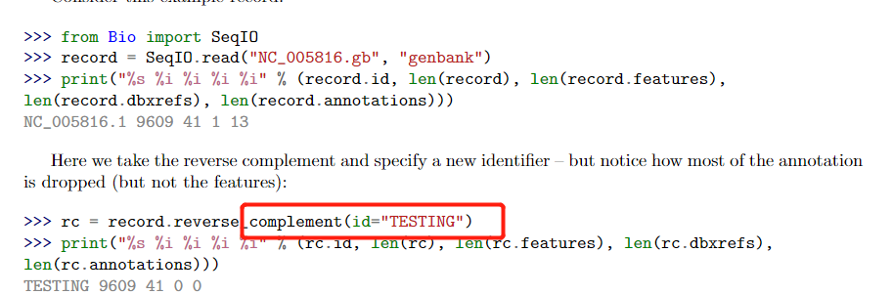 >>> from Bio import SeqIO
>>> record = SeqIO.read("NC_005816.gb", "genbank")
>>> print("%s %i %i %i %i" % (record.id, len(record), len(record.features),
len(record.dbxrefs), len(record.annotations)))
NC_005816.1 9609 41 1 13
Here we take the reverse complement and specify a new identifier – but notice how most of the annotation
is dropped (but not the features):
>>> rc = record.reverse_complement(id="TESTING")
>>> print("%s %i %i %i %i" % (rc.id, len(rc), len(rc.features), len(rc.dbxrefs),
len(rc.annotations)))
TESTING 9609 41 0 0